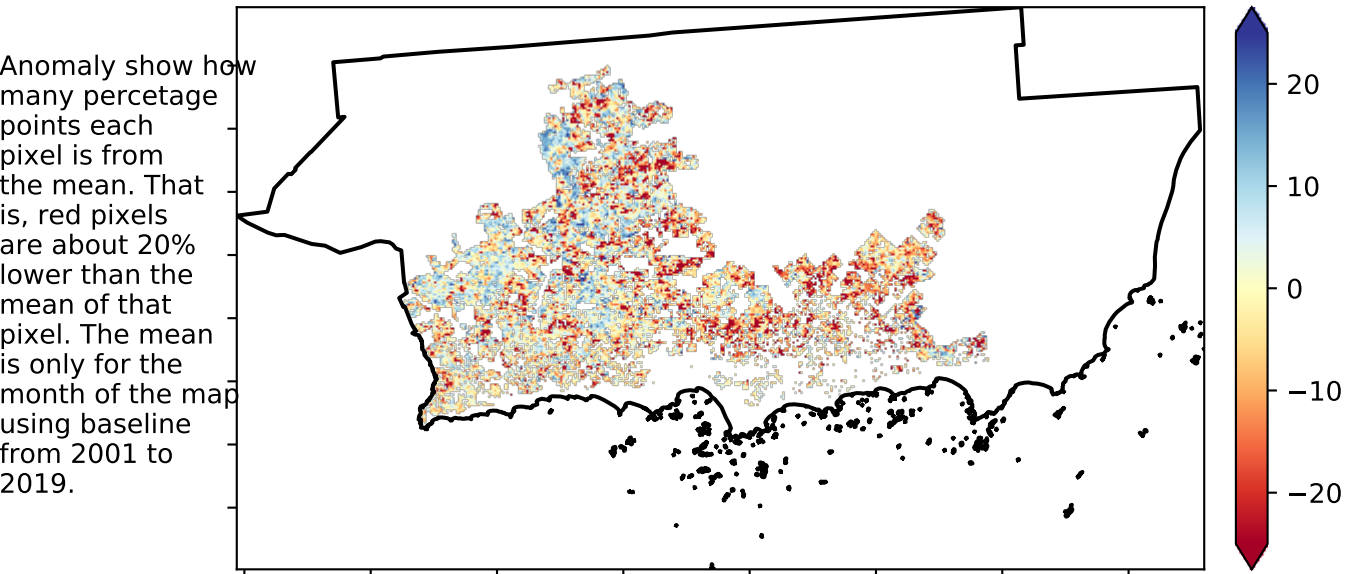 Anomaly show how
many percetage
points each
pixel is from
the mean. That
is, red pixels
are about 20%
lower than the
mean of that
pixel. The mean
is only for the
month of the map
using baseline
from 2001 to
2019.
20
10
0
−10
−20